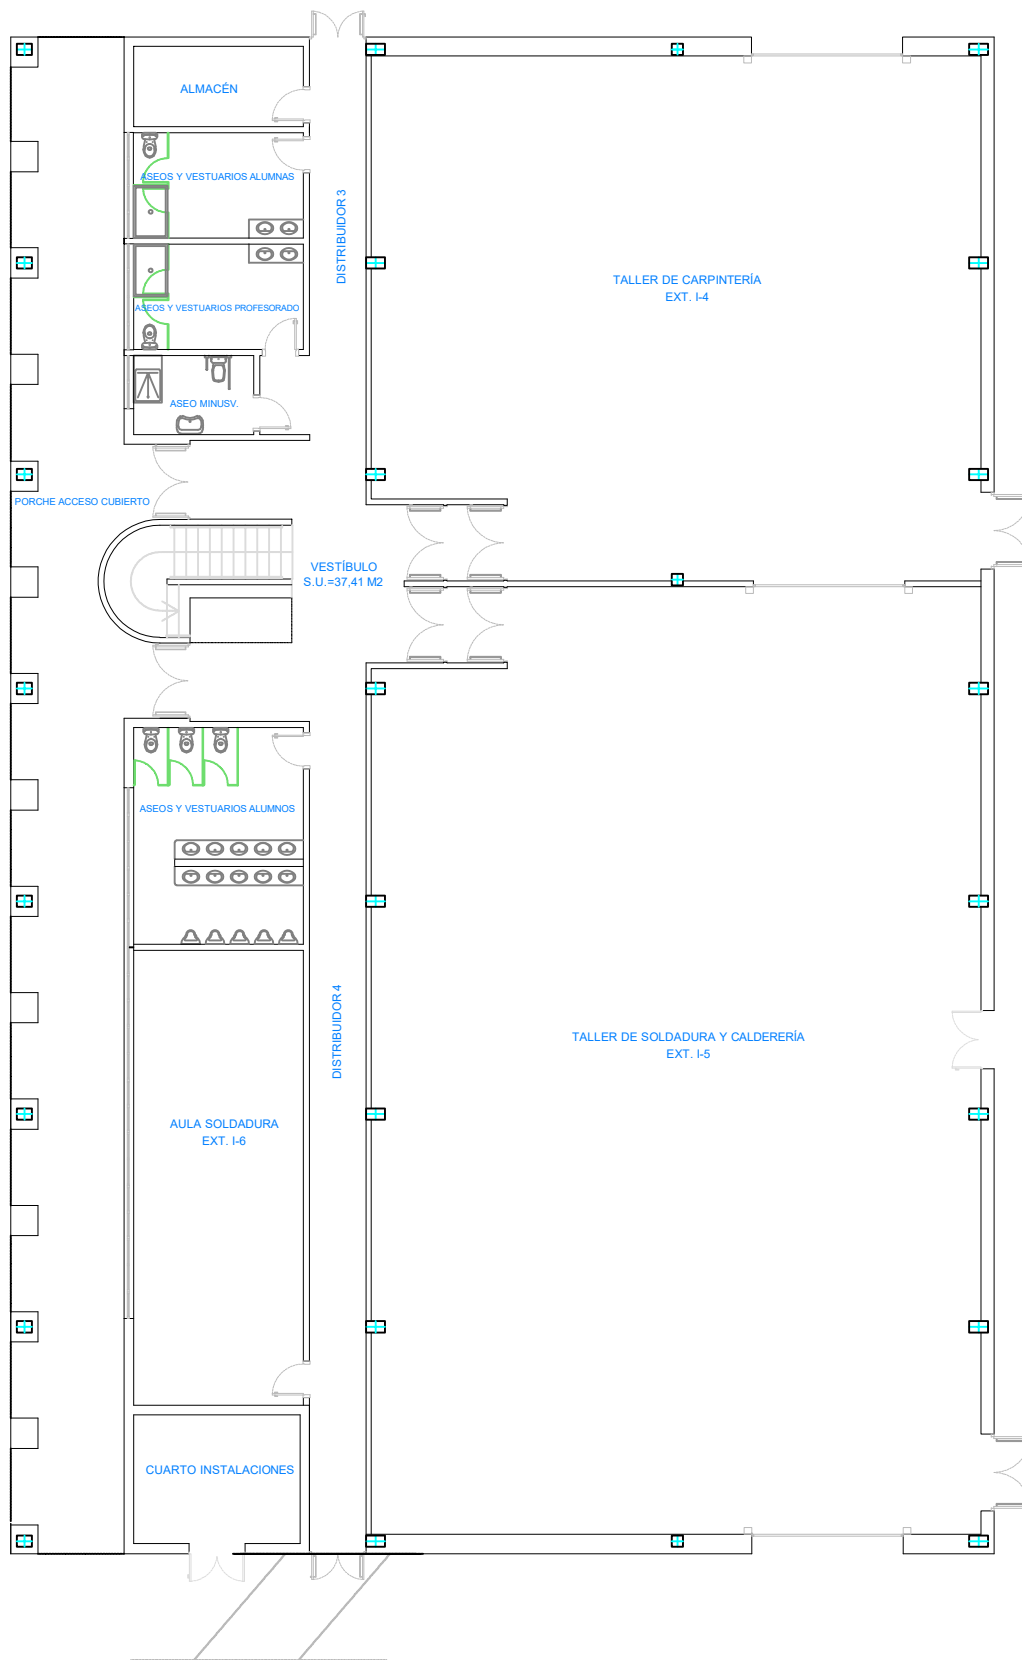 ALMACÉN
ASEOS Y VESTUARIOS ALUMNAS
DISTRIBUIDOR 3
TALLER DE CARPINTERÍA
EXT. I-4
ASEOS Y VESTUARIOS PROFESORADO
ASEO MINUSV.
PORCHE ACCESO CUBIERTO
VESTÍBULO
S.U.=37,41 M2
ASEOS Y VESTUARIOS ALUMNOS
DISTRIBUIDOR 4
TALLER DE SOLDADURA Y CALDERERÍA
EXT. I-5
AULA SOLDADURA
EXT. I-6
CUARTO INSTALACIONES